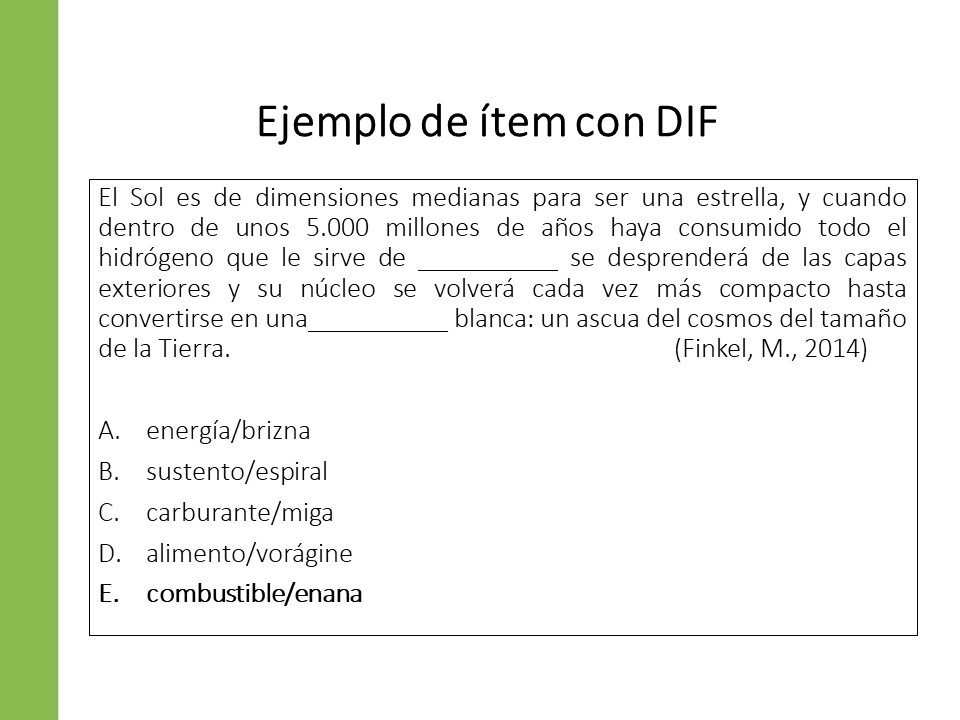 Ejemplo de ítem con DIF
El Sol es de dimensiones medianas para ser una estrella, y cuando
dentro de unos 5.000 millones de años haya consumido todo el
hidrógeno que le sirve de __________ se desprenderá de las capas
exteriores y su núcleo se volverá cada vez más compacto hasta
convertirse en una__________ blanca: un ascua del cosmos del tamaño
de la Tierra. (Finkel, M., 2014)
A. energía/brizna
B. sustento/espiral
C. carburante/miga
D. alimento/vorágine
E. combustible/enana